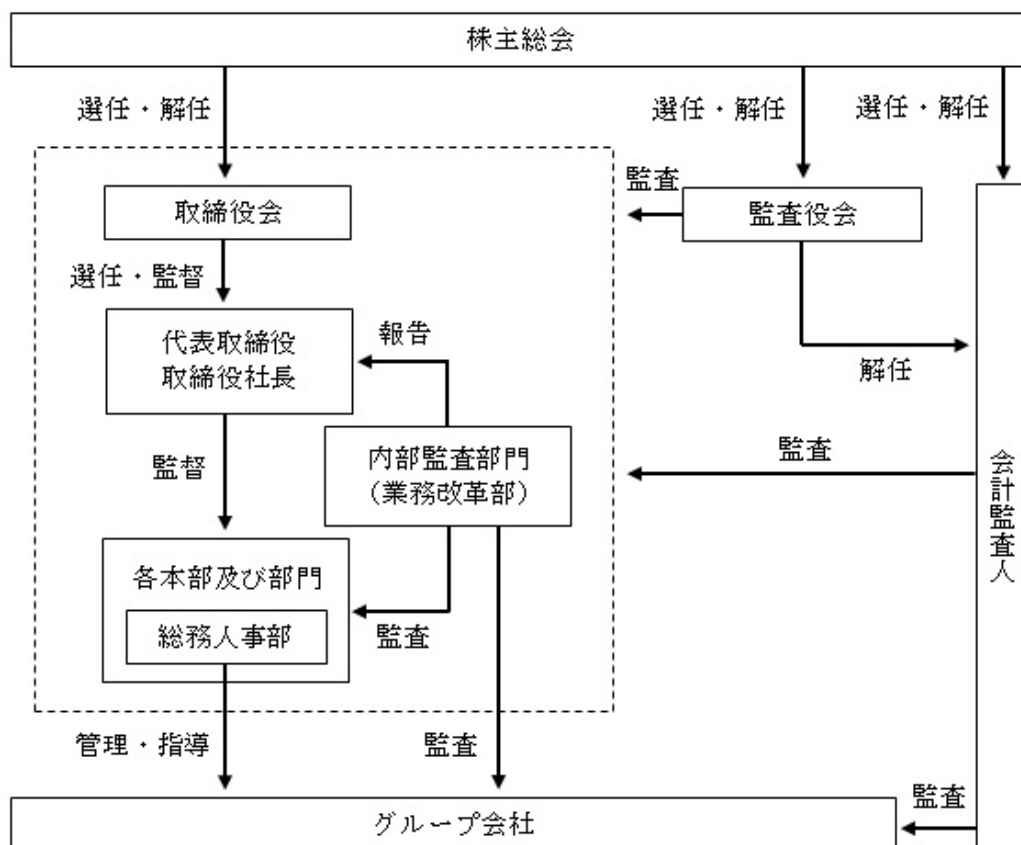 株主総会
選任・解任
選任・解任
選任・解任
取締役会
監査
監査役会
選任・監督
代表取締役
取締役社長
報告
解任
監督
内部監査部門
（業務改革部）
監査
会計監査人
各本部及び部門
総務人事部
監査
管理・指導
監査
監査
グループ会社